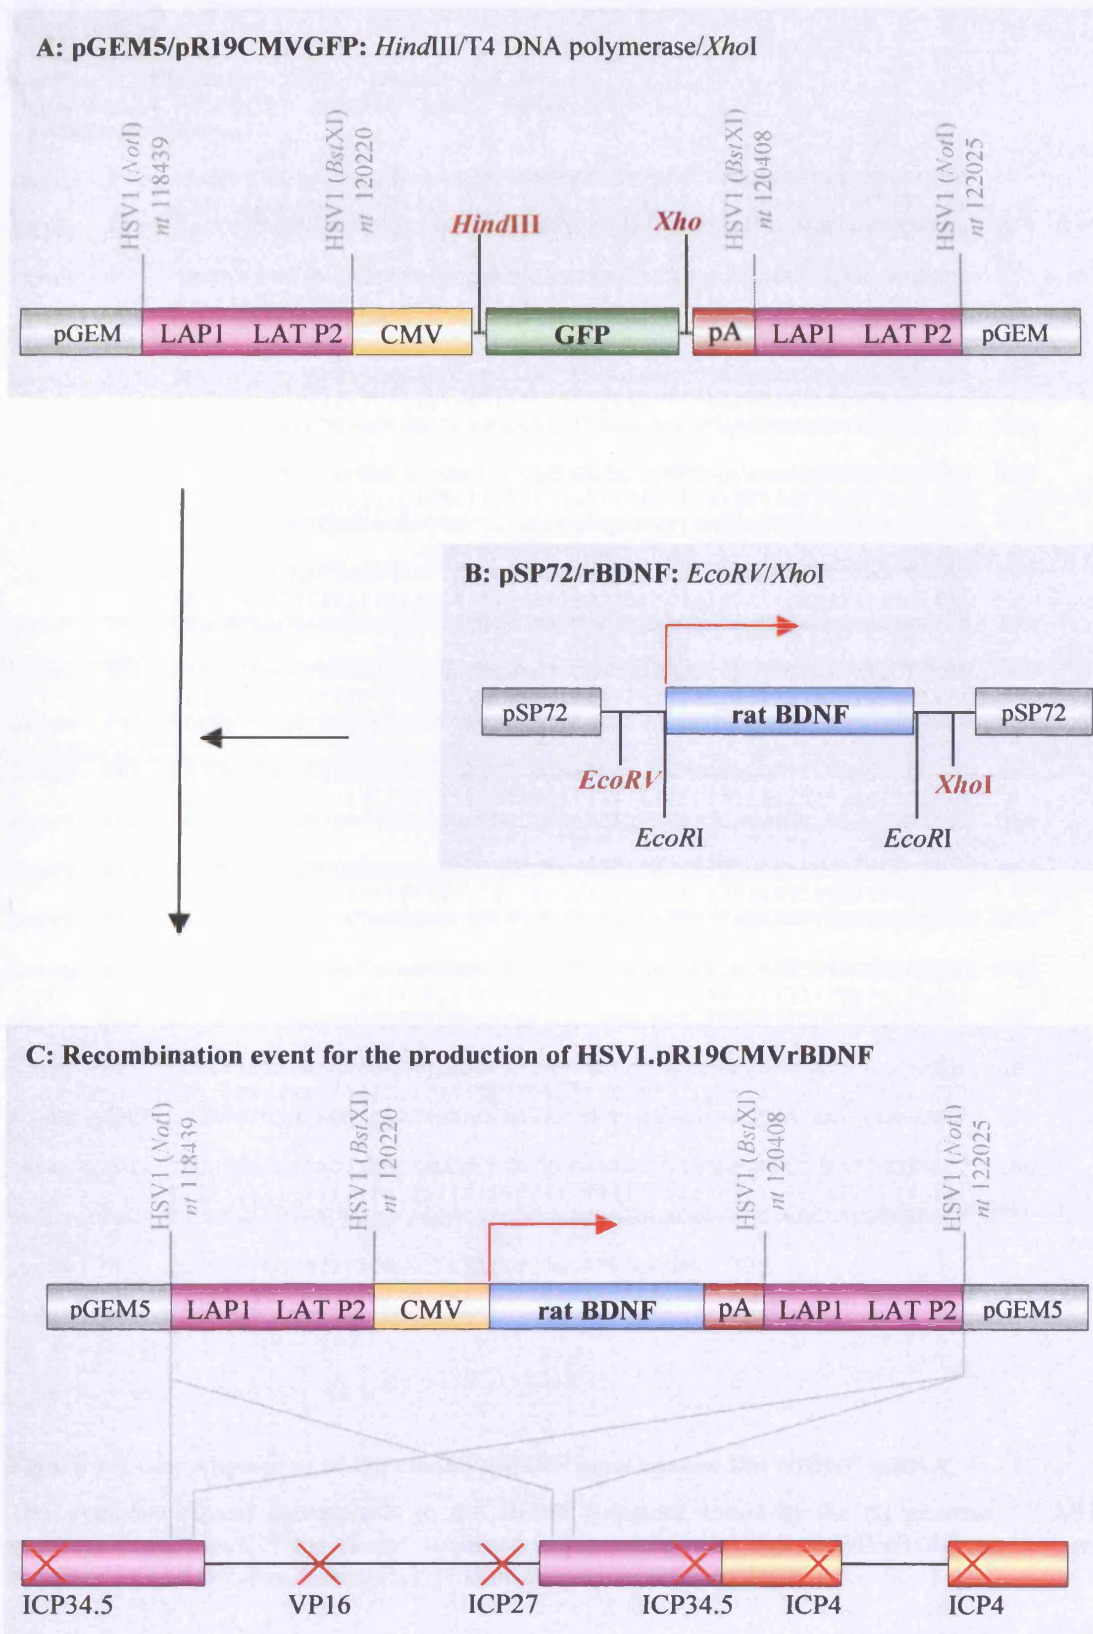 A: pGEM5/pR19CMVGFP: HindIII/T4 DNA polymerase/XhoI
HSV1 (NotI)
nt 118439
HSV1 (BstXI)
nt 120220
HindIII
Xho
HSV1 (BstXI)
nt 120408
HSV1 (NotI)
nt 122025
pGEM
LAP1
LAT P2
CMV
GFP
pA
LAP1
LAT P2
pGEM
B: pSP72/rBDNF: EcoRV/XhoI
pSP72
rat BDNF
pSP72
EcoRV
XhoI
EcoRI
EcoRI
C: Recombination event for the production of HSV1.pR19CMVrBDNF
HSV1 (NotI)
nt 118439
HSV1 (BstXI)
nt 120220
HSV1 (BstXI)
nt 120408
HSV1 (NotI)
nt 122025
pGEM5
LAP1
LAT P2
CMV
rat BDNF
pA
LAP1
LAT P2
pGEM5
ICP34.5
VP16
ICP27
ICP34.5
ICP4
ICP4